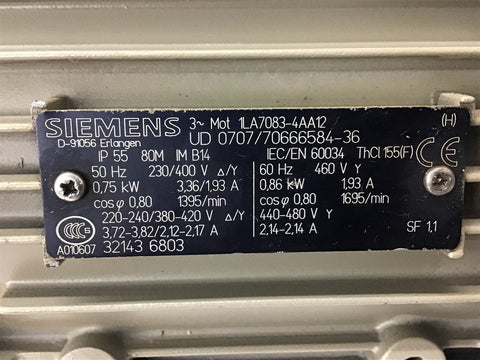 SIEMENS 3~ Mot 1LA7083-4AA12 (H)
D-91056 Erlangen UD 0707/70666584-36
IP 55 80M IM B14 IEC/EN 60034 ThCl 155(F) CE
50 Hz 230/400 V Δ/Y 60 Hz 460 V Y
0,75 kW 3,36/1,93 A 0,86 kW 1,93 A
cosφ 0,80 1395/min cosφ 0,80 1695/min
220-240/380-420 V Δ/Y 440-480 V Y
CCC S 3,72-3,82/2,12-2,17 A 2,14-2,14 A SF 1,1
A010607 32143 6803